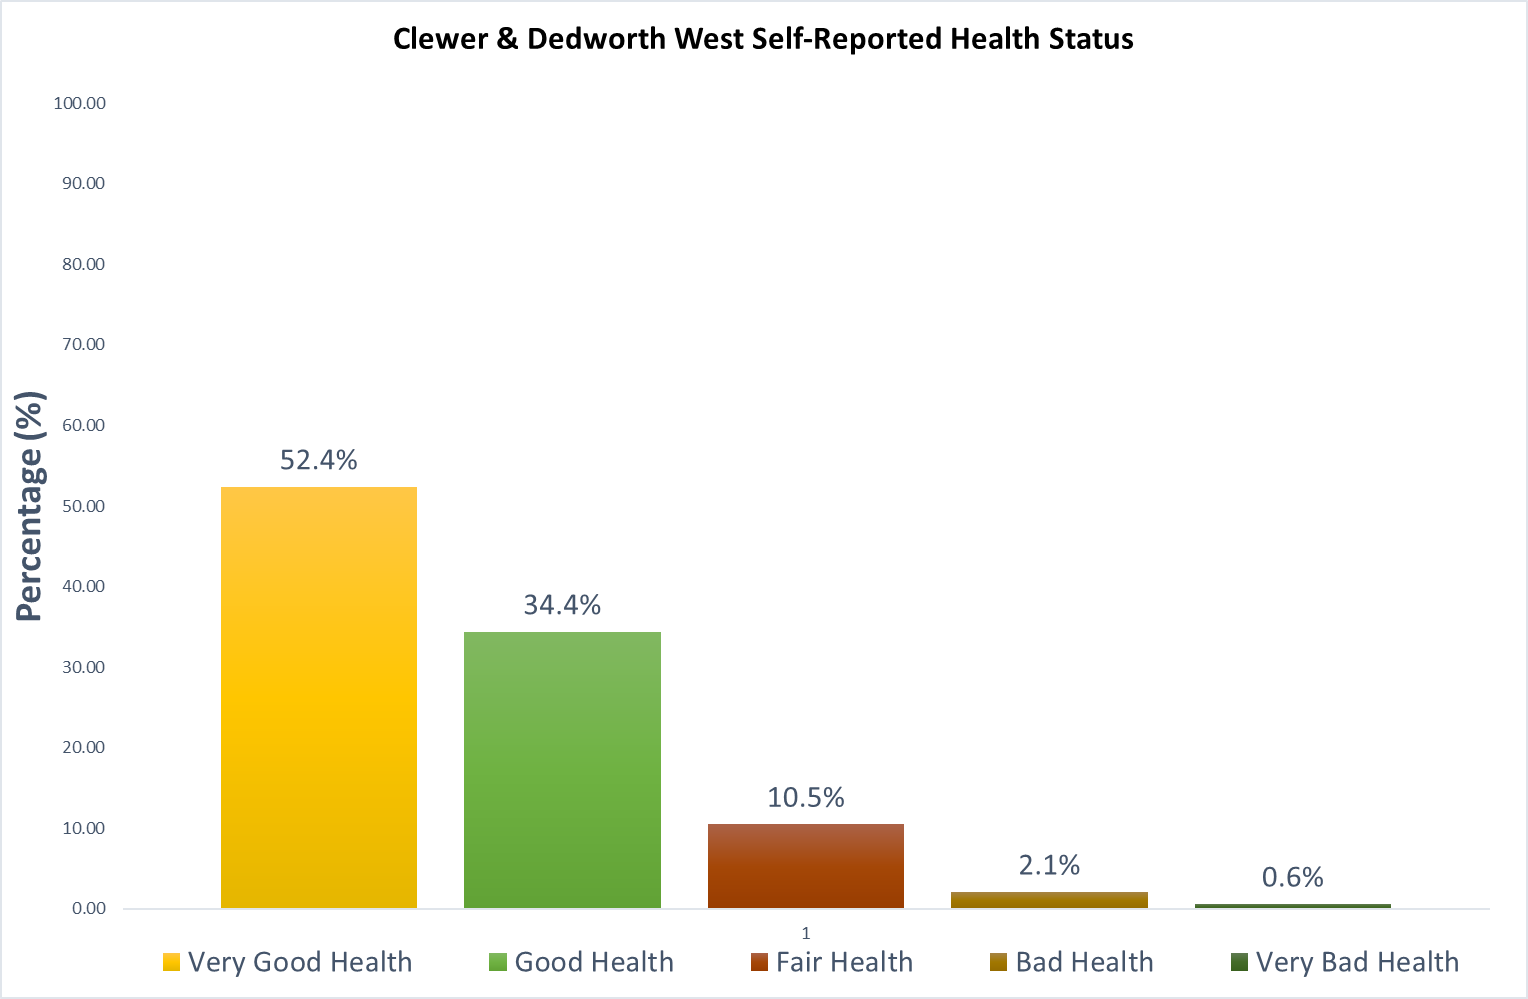 Clewer & Dedworth West Self-Reported Health Status
Percentage (%)
100.00
90.00
80.00
70.00
60.00
50.00
40.00
30.00
20.00
10.00
0.00
52.4%
34.4%
10.5%
2.1%
0.6%
1
Very Good Health
Good Health
Fair Health
Bad Health
Very Bad Health